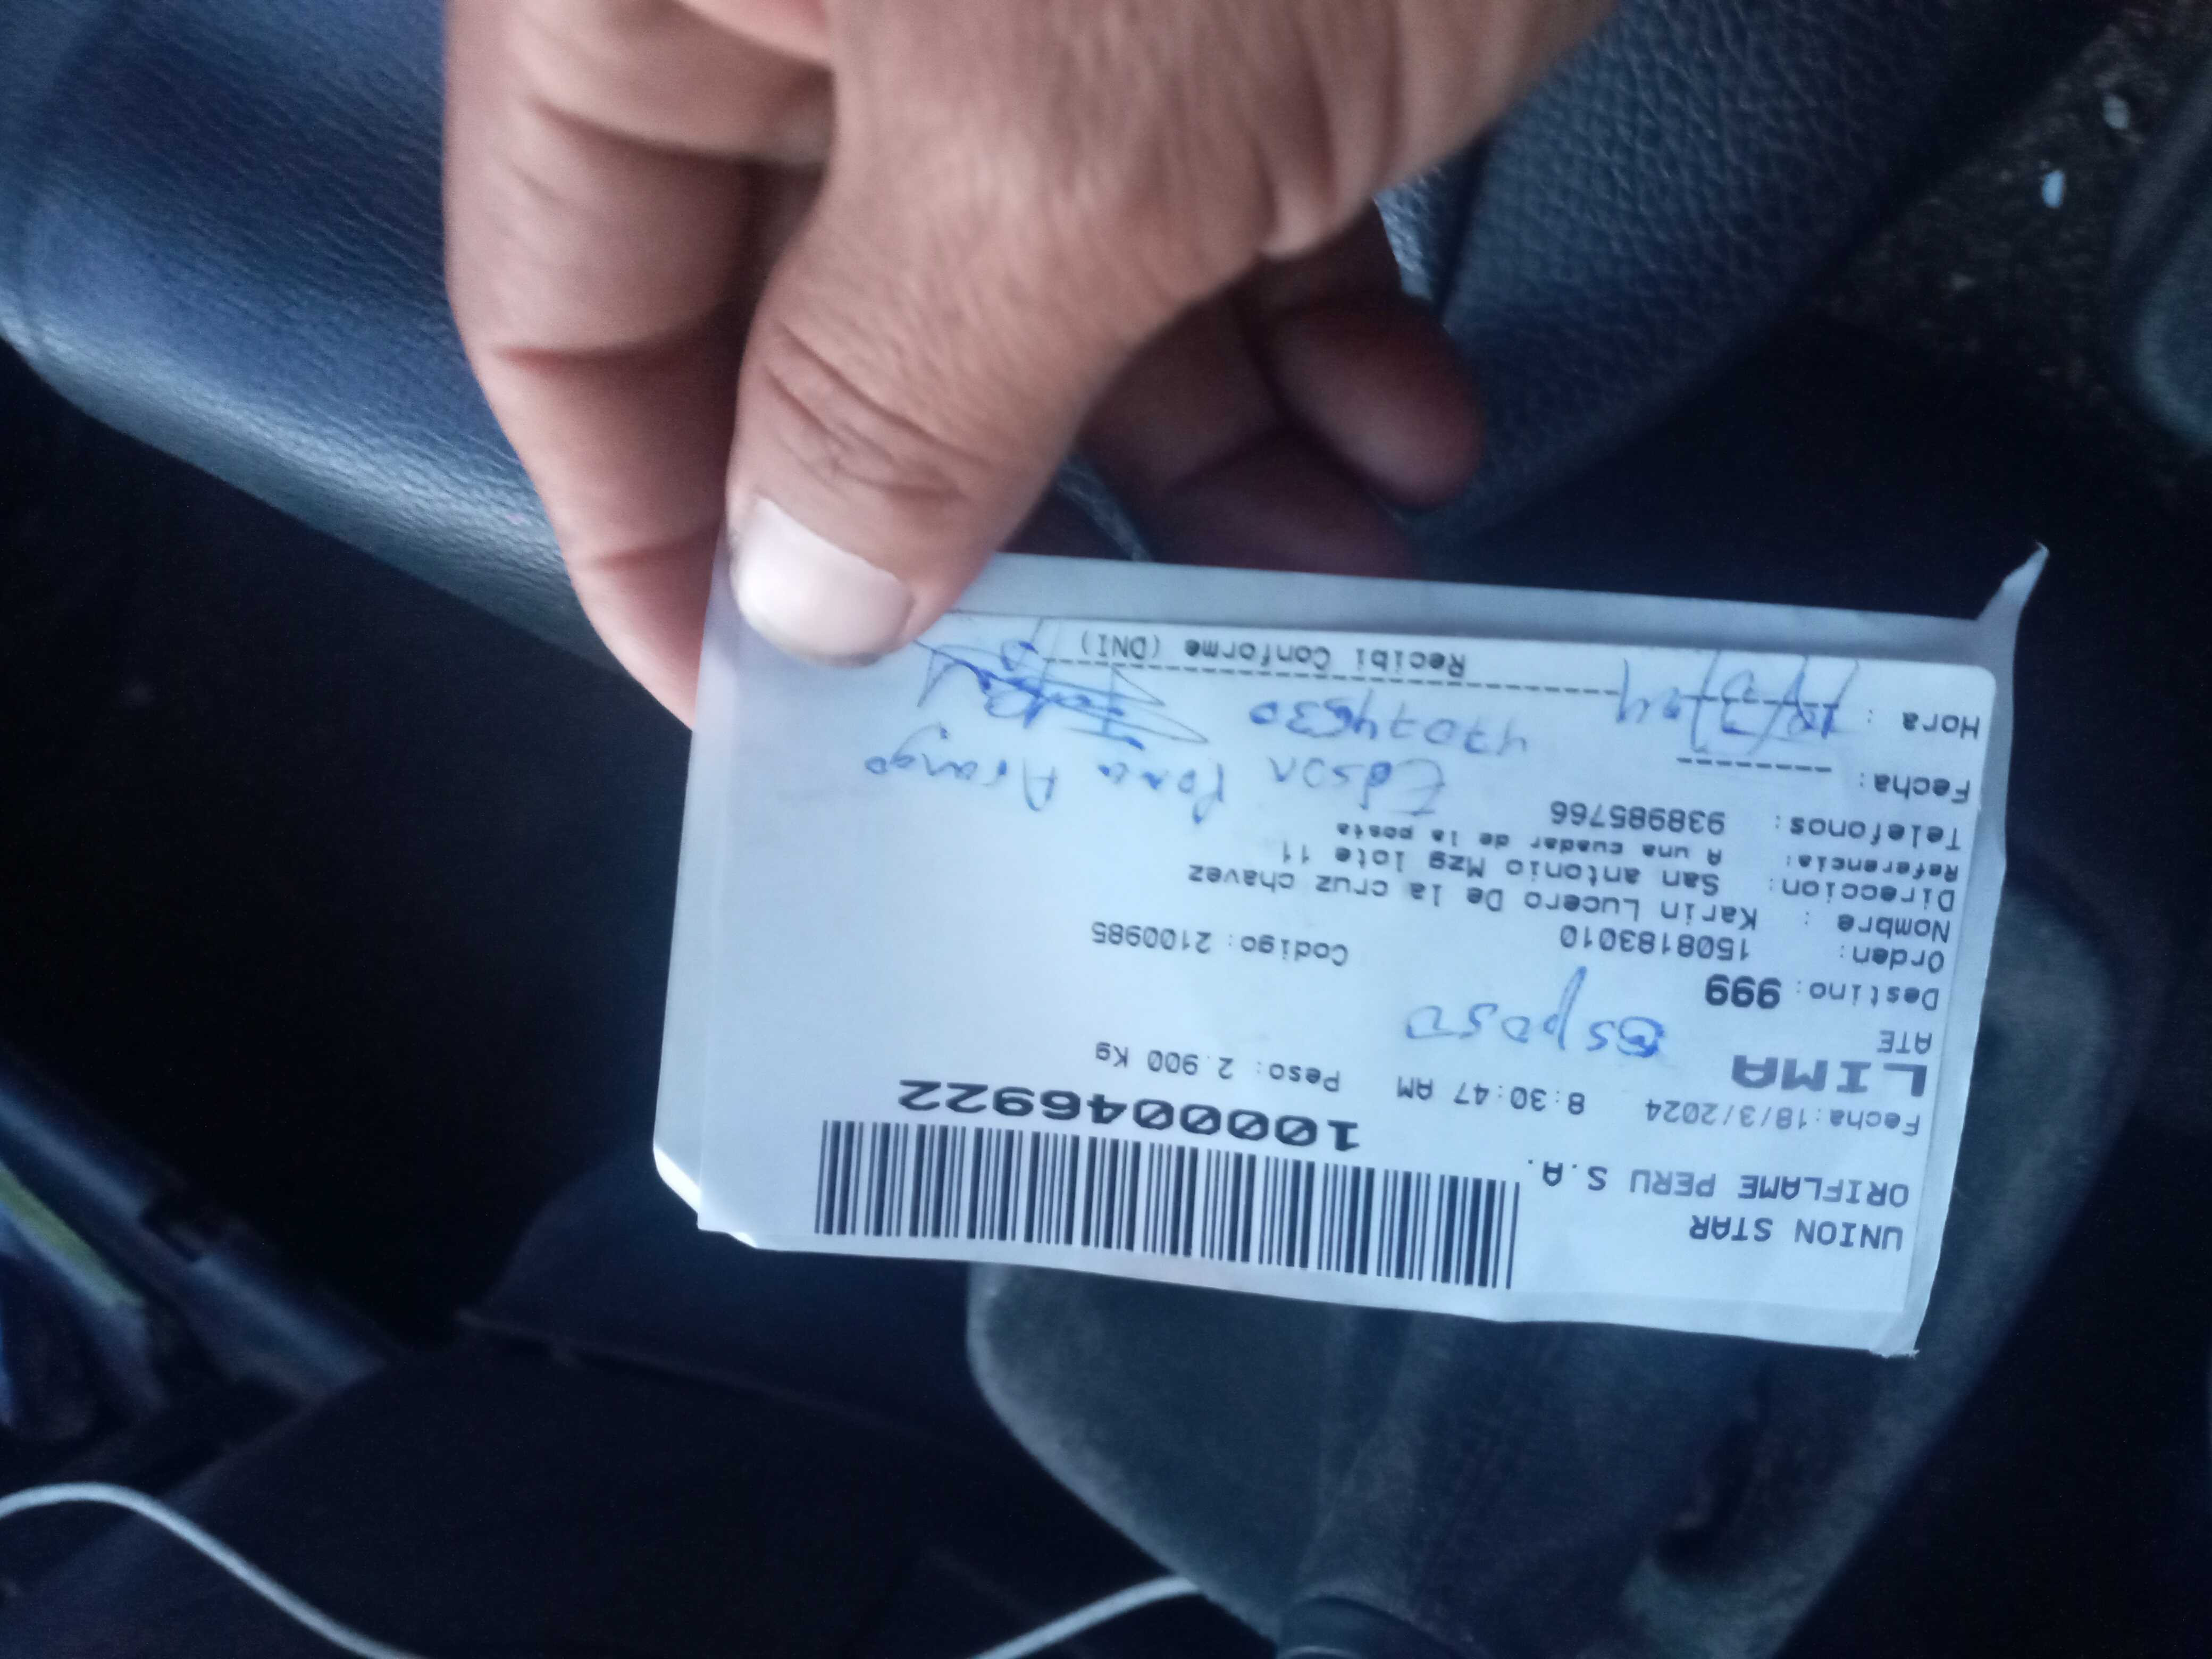 UNION STAR
ORIFLAME PERU S.A.
1000046922
Fecha:18/3/2024 8:30:47 AM Peso: 2.900 Kg
LIMA
ATE
esposo
Destino: 999
Orden: 1508183010 Codigo: 2100985
Nombre : Karin Lucero De la cruz chavez
Direccion: San antonio Mzg lote 11
Referencia: A una cuadar de la posta
Telefonos: 938985766
Edson Arango
Fecha:
Hora :
Recibi Conforme (DNI)